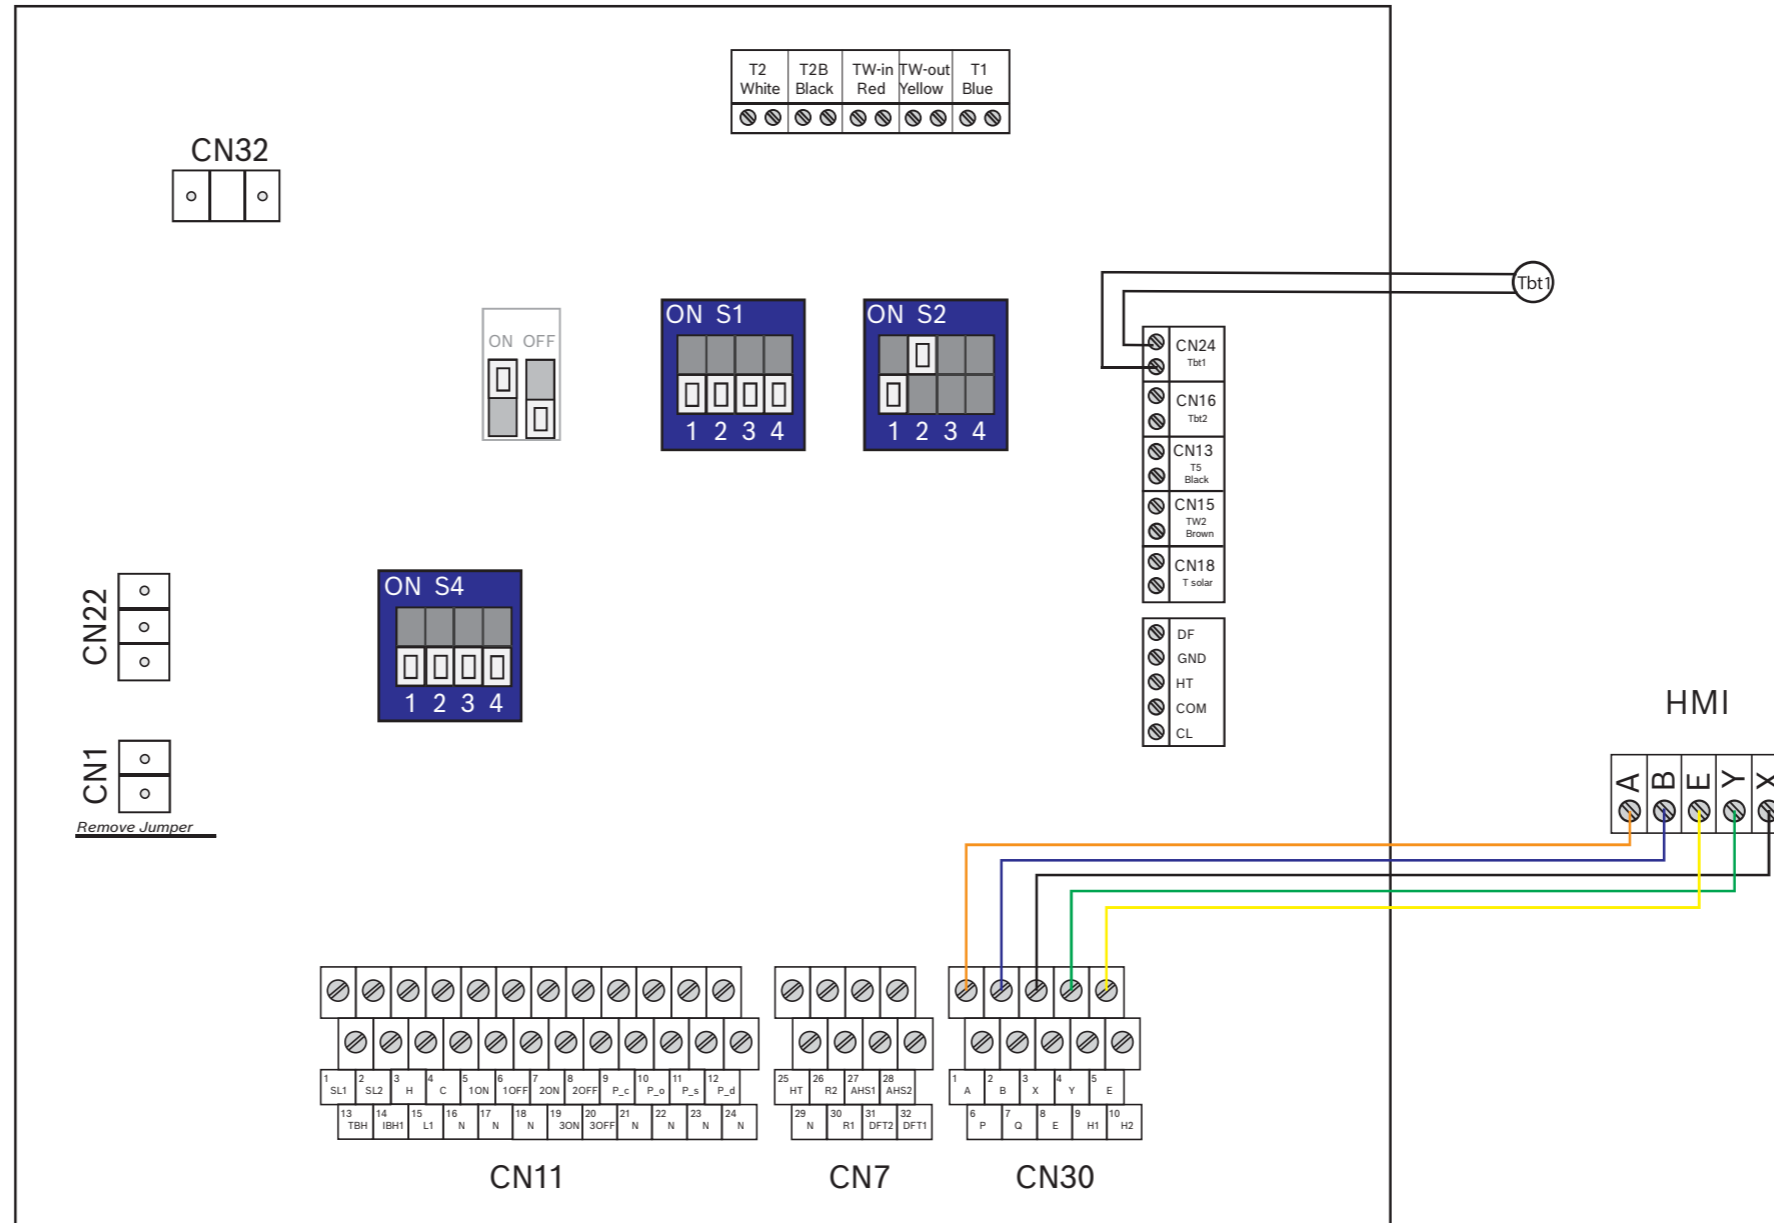 T2 T2B TW-in TW-out T1
White Black Red Yellow Blue
CN32
Tbt1
ON OFF
ON S1
1 2 3 4
ON S2
1 2 3 4
CN24
Tbt1
CN16
Tbt2
CN13
T5
Black
CN15
TW2
Brown
CN18
T solar
CN22
ON S4
1 2 3 4
DF
GND
HT
COM
CL
CN1
Remove Jumper
HMI
A B E Y X
1 2 3 4 5 6 7 8 9 10 11 12
SL1 SL2 H C 1ON 1OFF 2ON 2OFF P_c P_o P_s P_d
13 14 15 16 17 18 19 20 21 22 23 24
TBH IBH1 L1 N N N 3ON 3OFF N N N N
CN11
25 26 27 28
HT R2 AHS1 AHS2
29 30 31 32
N R1 DFT2 DFT1
CN7
1 2 3 4 5
A B X Y E
6 7 8 9 10
P Q E H1 H2
CN30